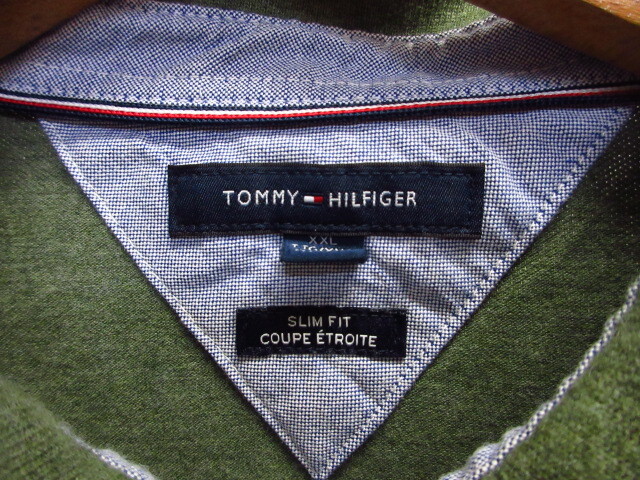 TOMMY HILFIGER
XXL
SLIM FIT
COUPE ÉTROITE